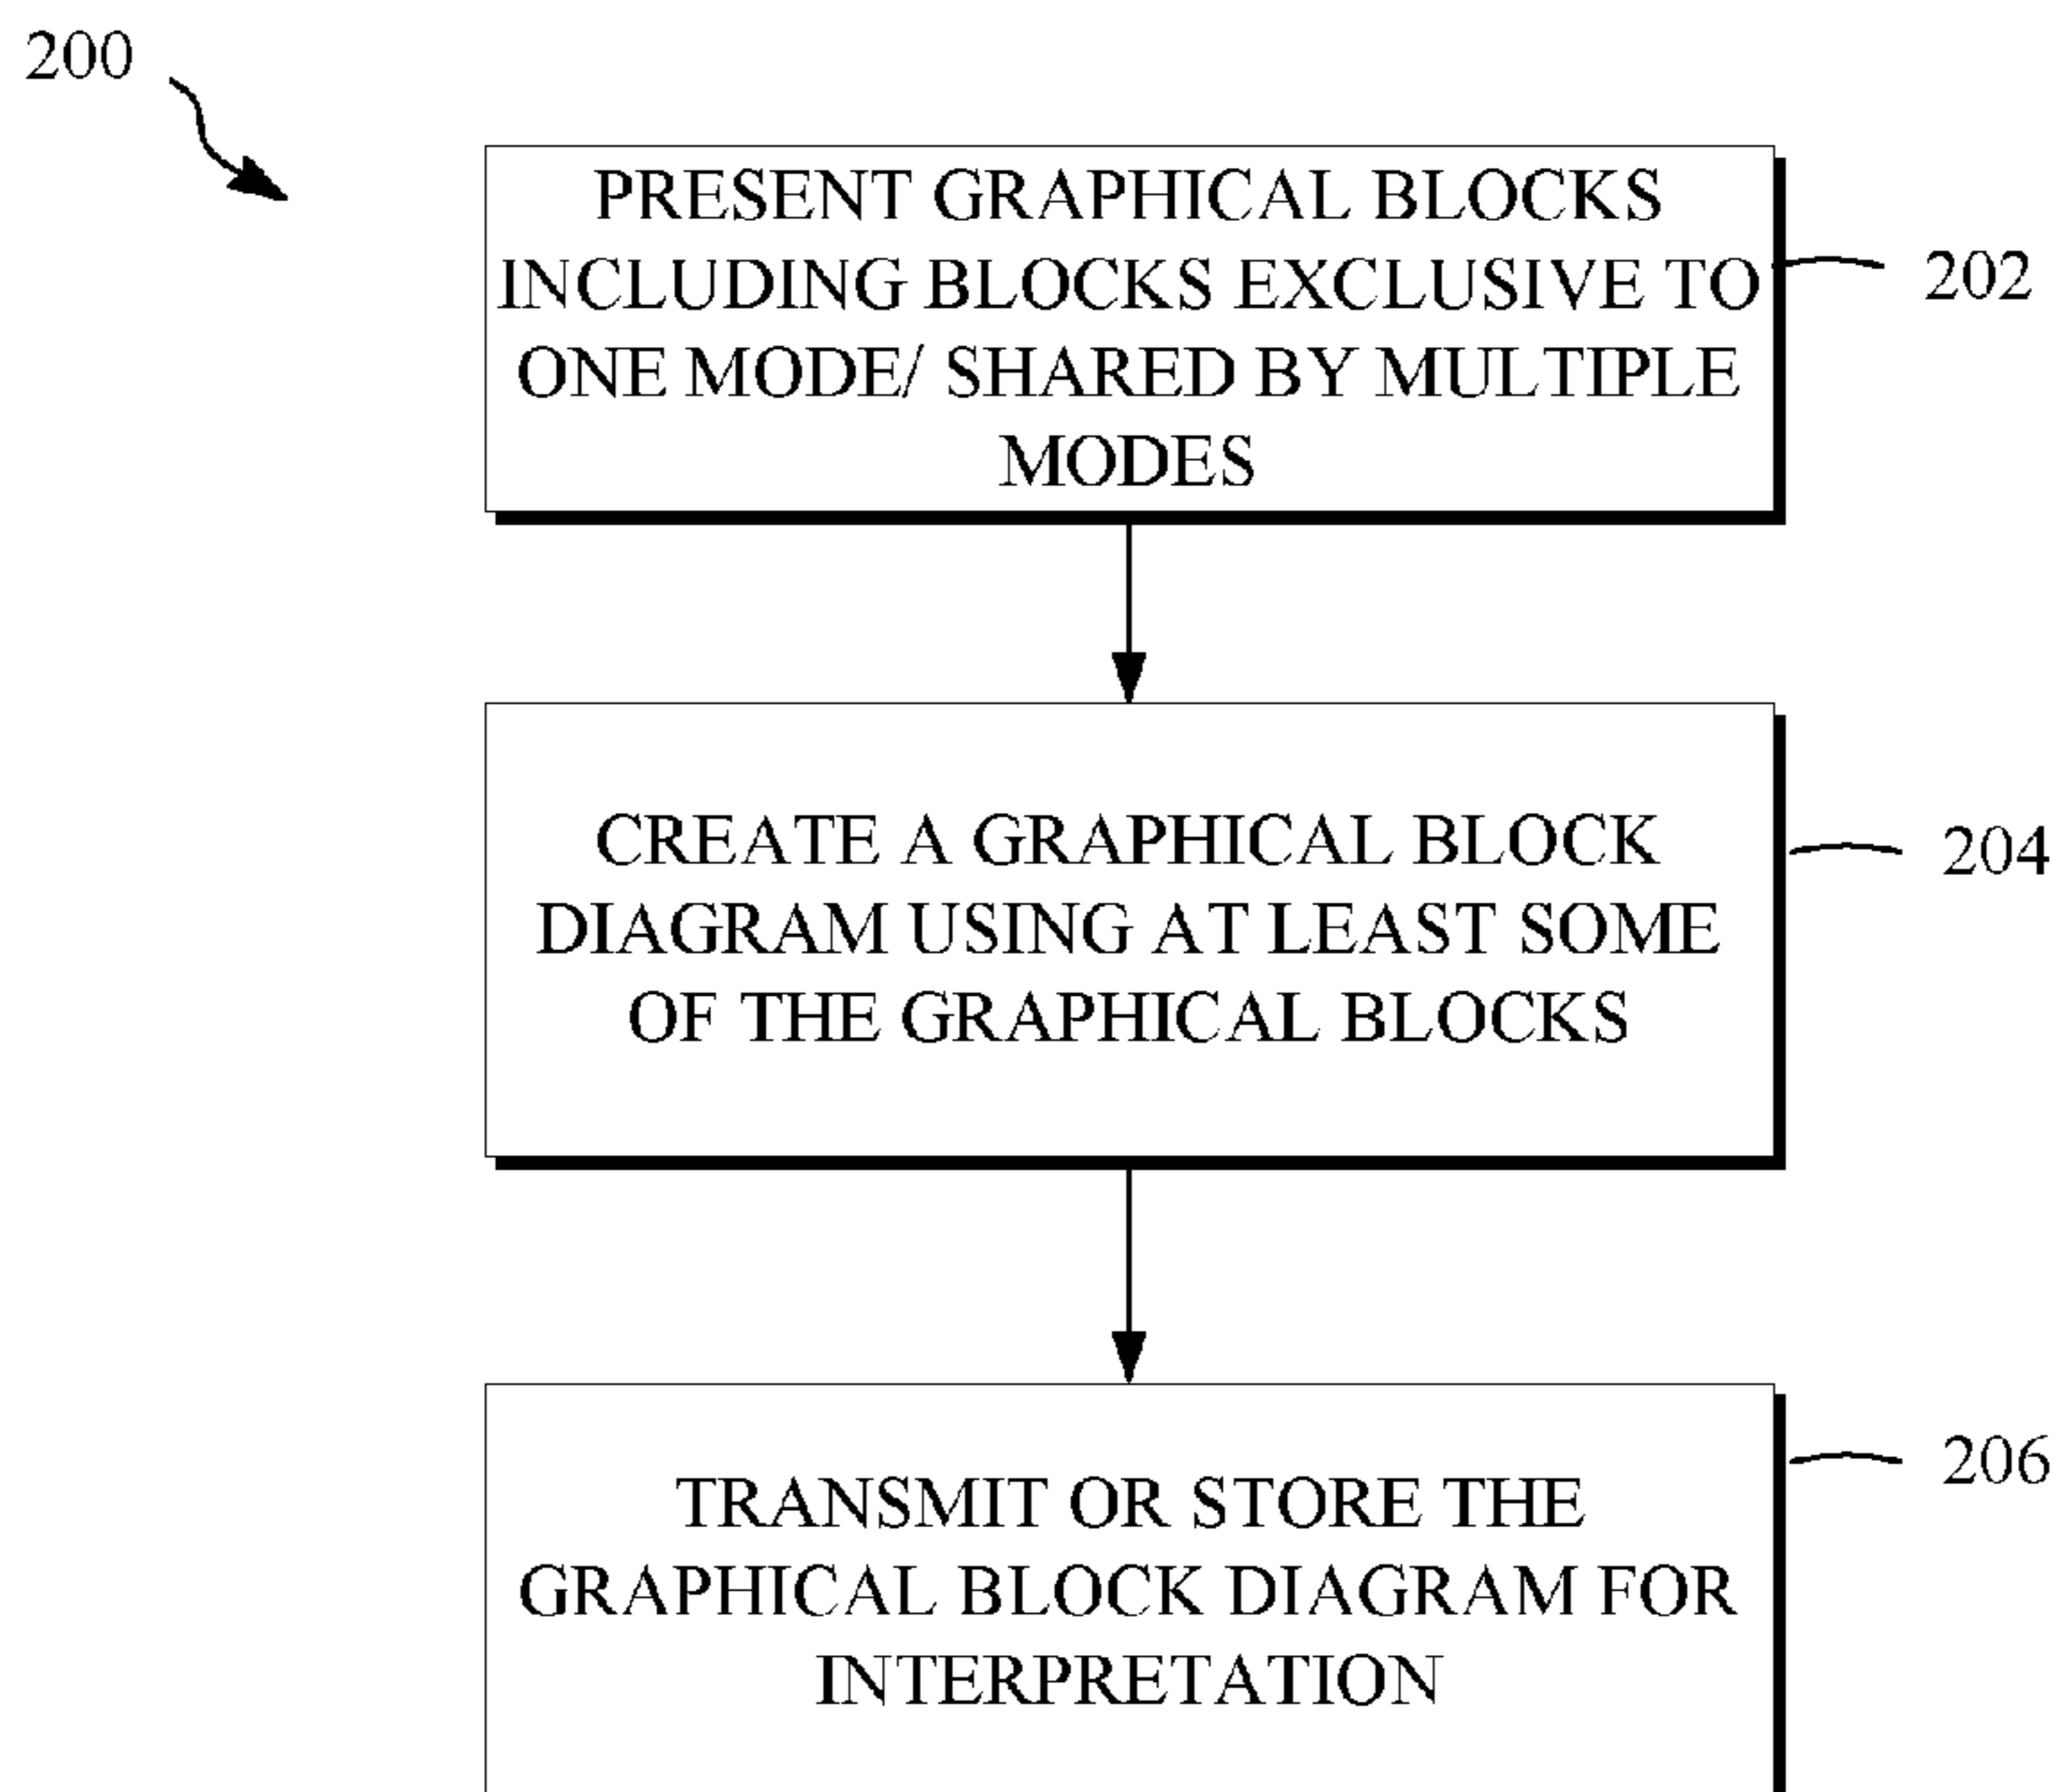 200
PRESENT GRAPHICAL BLOCKS
INCLUDING BLOCKS EXCLUSIVE TO
ONE MODE/ SHARED BY MULTIPLE
MODES
202
CREATE A GRAPHICAL BLOCK
DIAGRAM USING AT LEAST SOME
OF THE GRAPHICAL BLOCKS
204
TRANSMIT OR STORE THE
GRAPHICAL BLOCK DIAGRAM FOR
INTERPRETATION
206